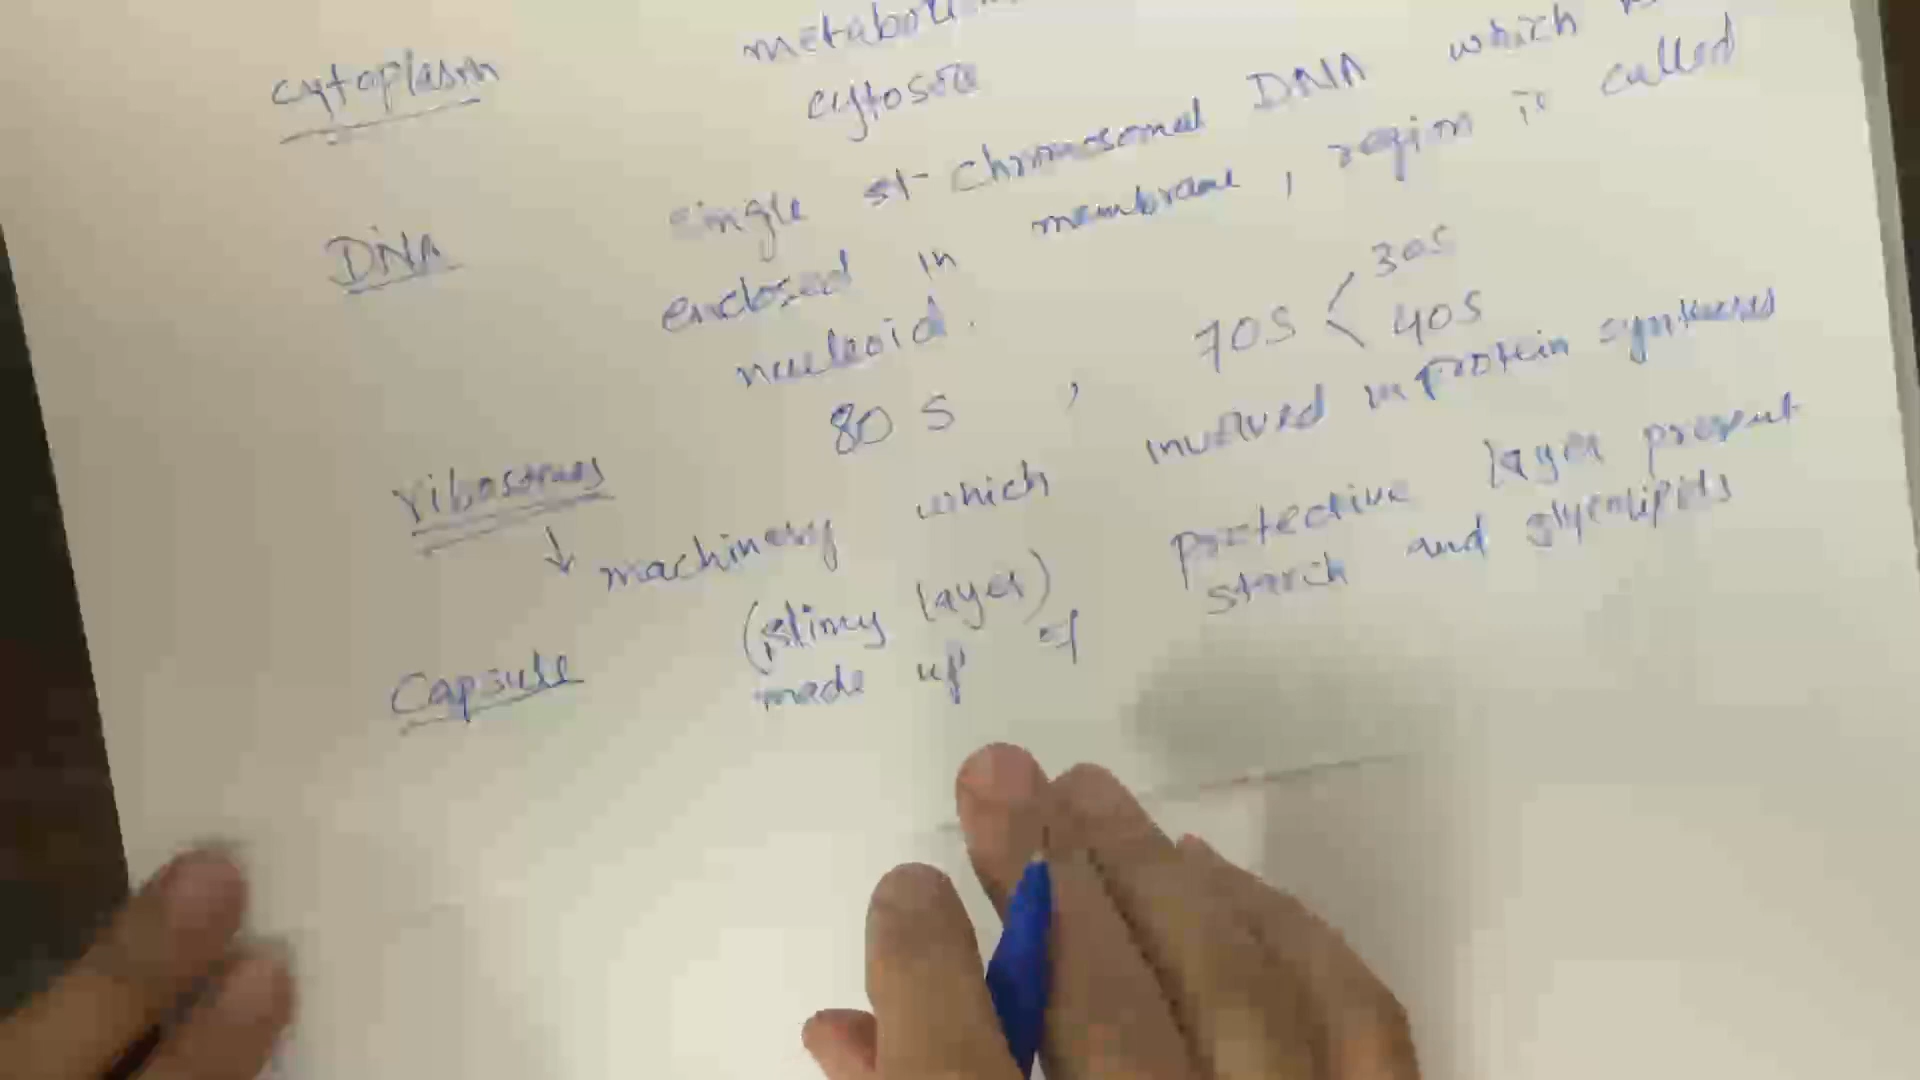 cytoplasm
cytosol
DNA single st- chromosomal DNA which
enclosed in membrane, region is called
nucleoid.
ribosomes 80 S , 70S < 30S
40S
↓ machinery which involved in protein synthesis
Capsule (slimy layer) protective layer present
made up of starch and glycolipids